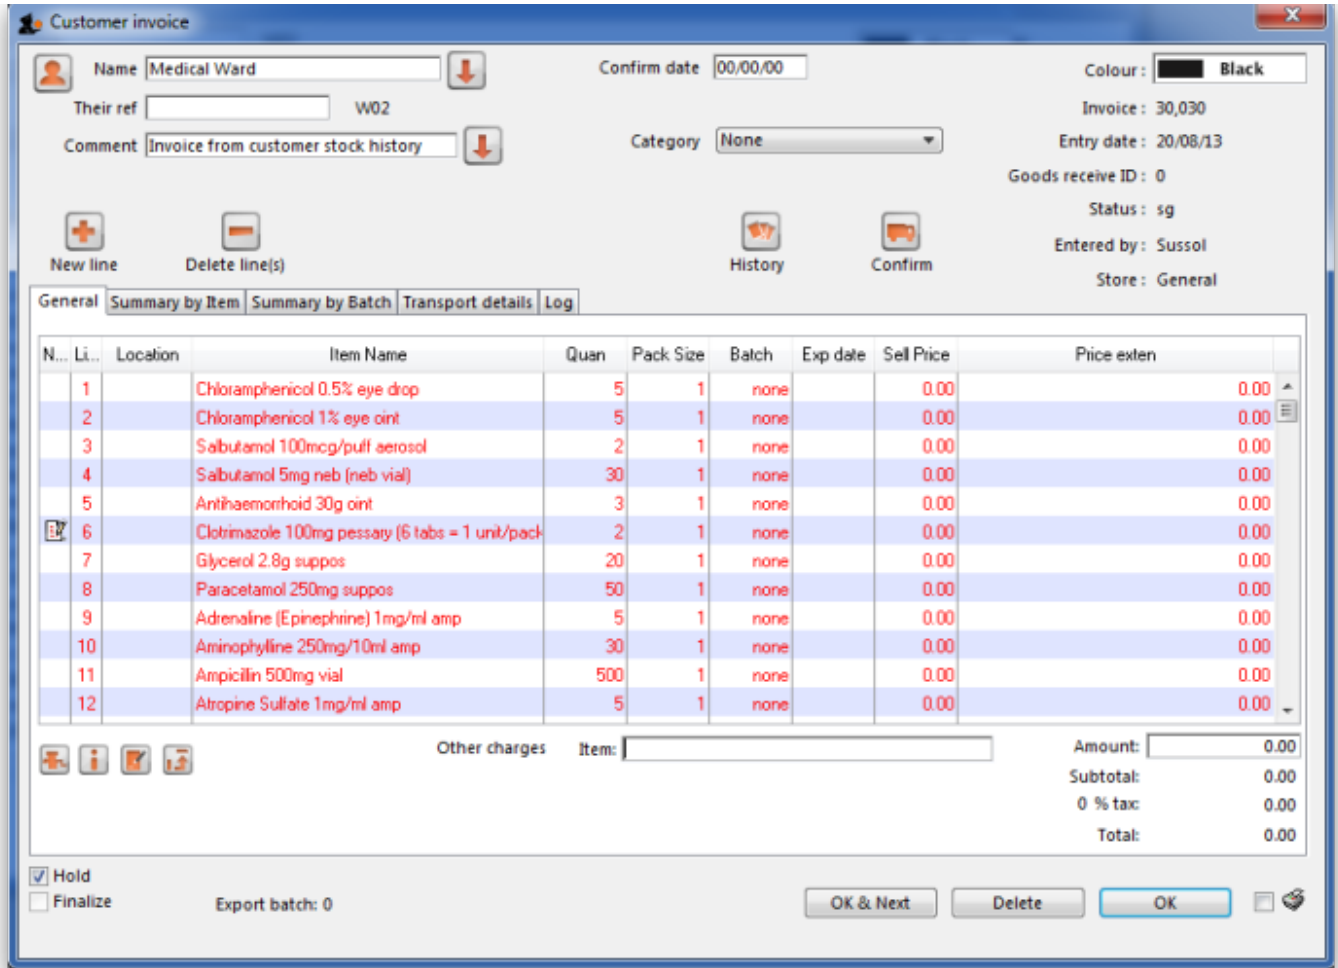 Customer invoice
Name Medical Ward Confirm date 00/00/00 Colour: Black
Their ref W02 Invoice: 30,030
Comment Invoice from customer stock history Category None Entry date: 20/08/13
Goods receive ID: 0
Status: sg
Entered by: Sussol
New line Delete line(s) History Confirm
Store: General
General Summary by Item Summary by Batch Transport details Log
N... Li... Location Item Name Quan Pack Size Batch Exp date Sell Price Price exten
1 Chloramphenicol 0.5% eye drop 5 1 none 0.00 0.00
2 Chloramphenicol 1% eye oint 5 1 none 0.00 0.00
3 Salbutamol 100mcg/puff aerosol 2 1 none 0.00 0.00
4 Salbutamol 5mg neb (neb vial) 30 1 none 0.00 0.00
5 Antihaemorrhoid 30g oint 3 1 none 0.00 0.00
6 Clotrimazole 100mg pessary (6 tabs = 1 unit/pack 2 1 none 0.00 0.00
7 Glycerol 2.8g suppos 20 1 none 0.00 0.00
8 Paracetamol 250mg suppos 50 1 none 0.00 0.00
9 Adrenaline (Epinephrine) 1mg/ml amp 5 1 none 0.00 0.00
10 Aminophylline 250mg/10ml amp 30 1 none 0.00 0.00
11 Ampicillin 500mg vial 500 1 none 0.00 0.00
12 Atropine Sulfate 1mg/ml amp 5 1 none 0.00 0.00
Other charges Item: Amount: 0.00
Subtotal: 0.00
0 % tax: 0.00
Total: 0.00
Hold
Finalize Export batch: 0 OK & Next Delete OK